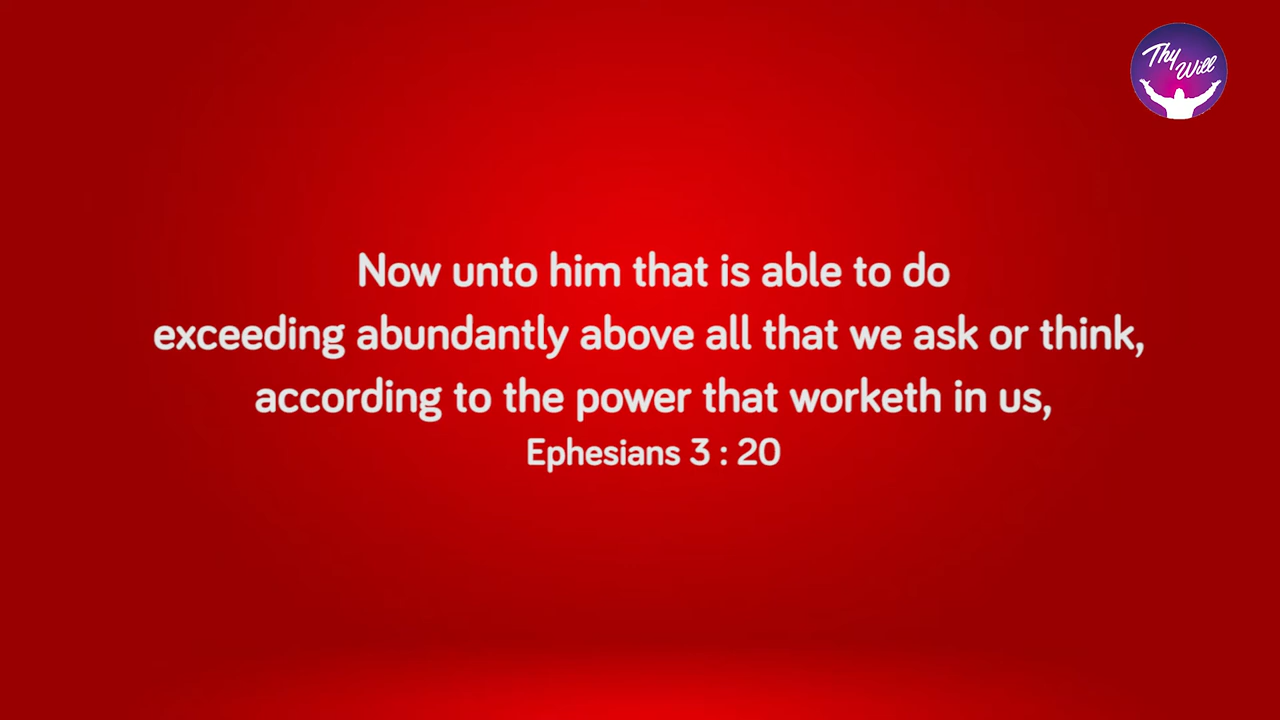 Thy
Will
Now unto him that is able to do
exceeding abundantly above all that we ask or think,
according to the power that worketh in us,
Ephesians 3 : 20